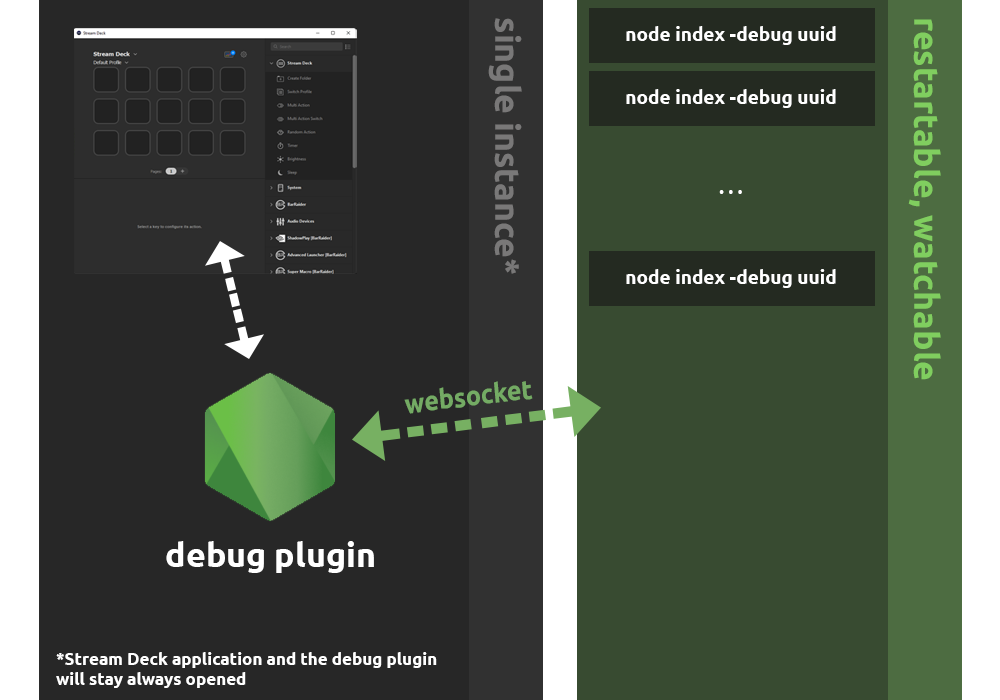 Stream Deck
Stream Deck
Default Profile
Search
Stream Deck
Create Folder
Switch Profile
Multi Action
Multi Action Switch
Random Action
Timer
Brightness
Sleep
System
BarRaider
Audio Devices
ShadowPlay [BarRaider]
Advanced Launcher [BarRaider]
Super Macro [BarRaider]
Pages: 1 +
Select a key to configure its action.
single instance*
websocket
debug plugin
*Stream Deck application and the debug plugin
will stay always opened
node index -debug uuid
node index -debug uuid
...
node index -debug uuid
restartable, watchable